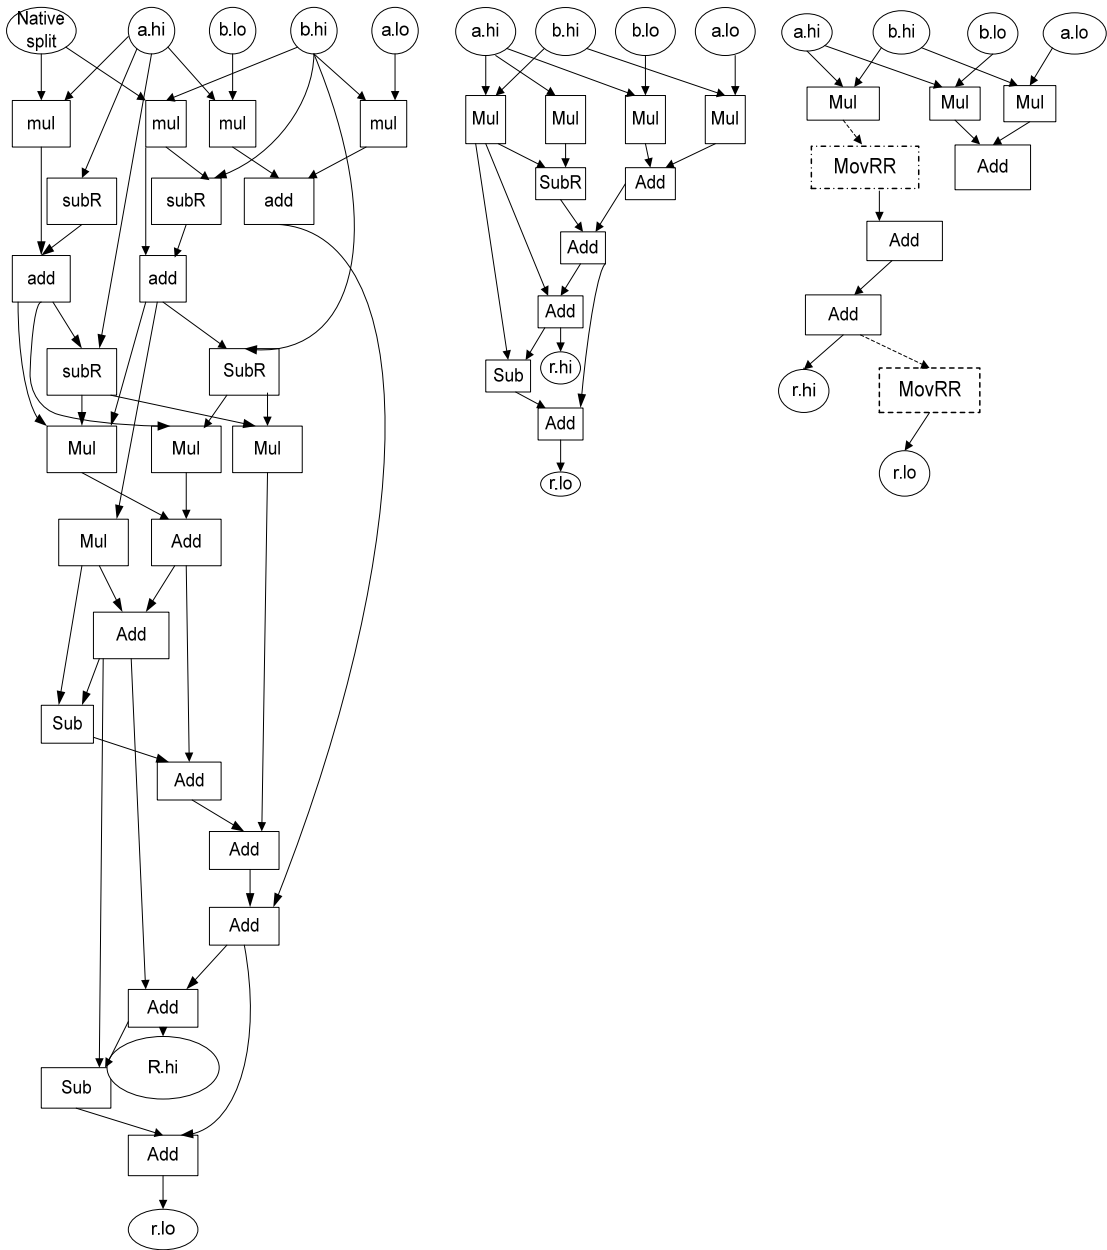 Native
split
a.hi
b.lo
b.hi
a.lo
mul
mul
mul
mul
subR
subR
add
add
add
subR
SubR
Mul
Mul
Mul
Mul
Add
Add
Sub
Add
Add
Add
Add
R.hi
Sub
Add
r.lo
a.hi
b.hi
b.lo
a.lo
Mul
Mul
Mul
Mul
SubR
Add
Add
Add
r.hi
Sub
Add
r.lo
a.hi
b.hi
b.lo
a.lo
Mul
Mul
Mul
MovRR
Add
Add
Add
r.hi
MovRR
r.lo